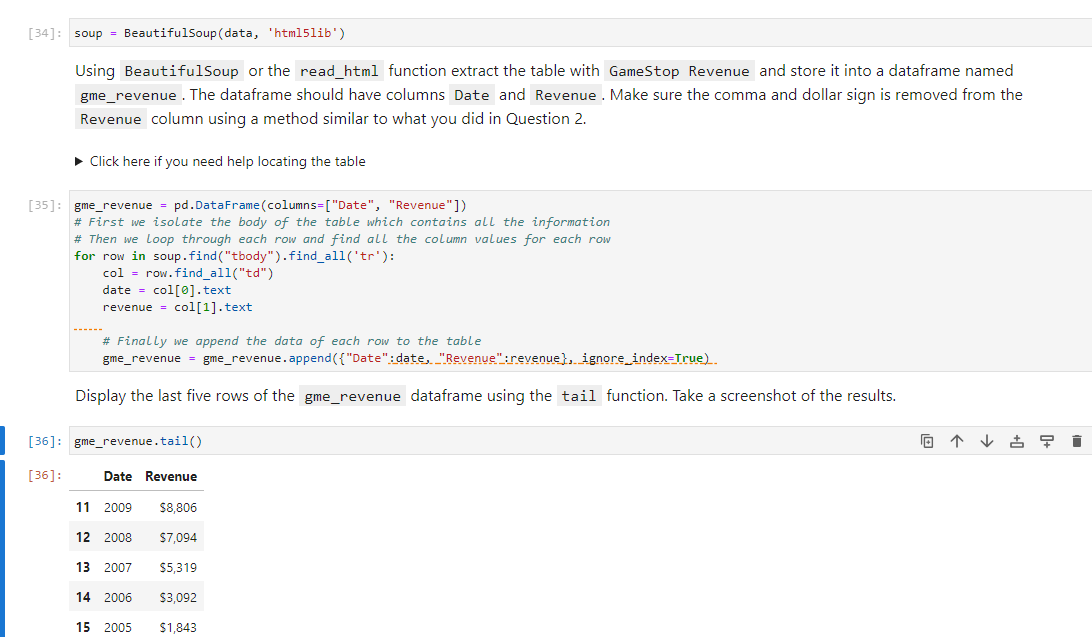 [34]: soup = BeautifulSoup(data, 'html5lib')
Using BeautifulSoup or the read_html function extract the table with GameStop Revenue and store it into a dataframe named
gme_revenue . The dataframe should have columns Date and Revenue . Make sure the comma and dollar sign is removed from the
Revenue column using a method similar to what you did in Question 2.
▶ Click here if you need help locating the table
[35]: gme_revenue = pd.DataFrame(columns=["Date", "Revenue"])
# First we isolate the body of the table which contains all the information
# Then we loop through each row and find all the column values for each row
for row in soup.find("tbody").find_all('tr'):
    col = row.find_all("td")
    date = col[0].text
    revenue = col[1].text
    # Finally we append the data of each row to the table
    gme_revenue = gme_revenue.append({"Date":date, "Revenue":revenue}, ignore_index=True)
Display the last five rows of the gme_revenue dataframe using the tail function. Take a screenshot of the results.
[36]: gme_revenue.tail()
[36]: Date Revenue
11 2009 $8,806
12 2008 $7,094
13 2007 $5,319
14 2006 $3,092
15 2005 $1,843